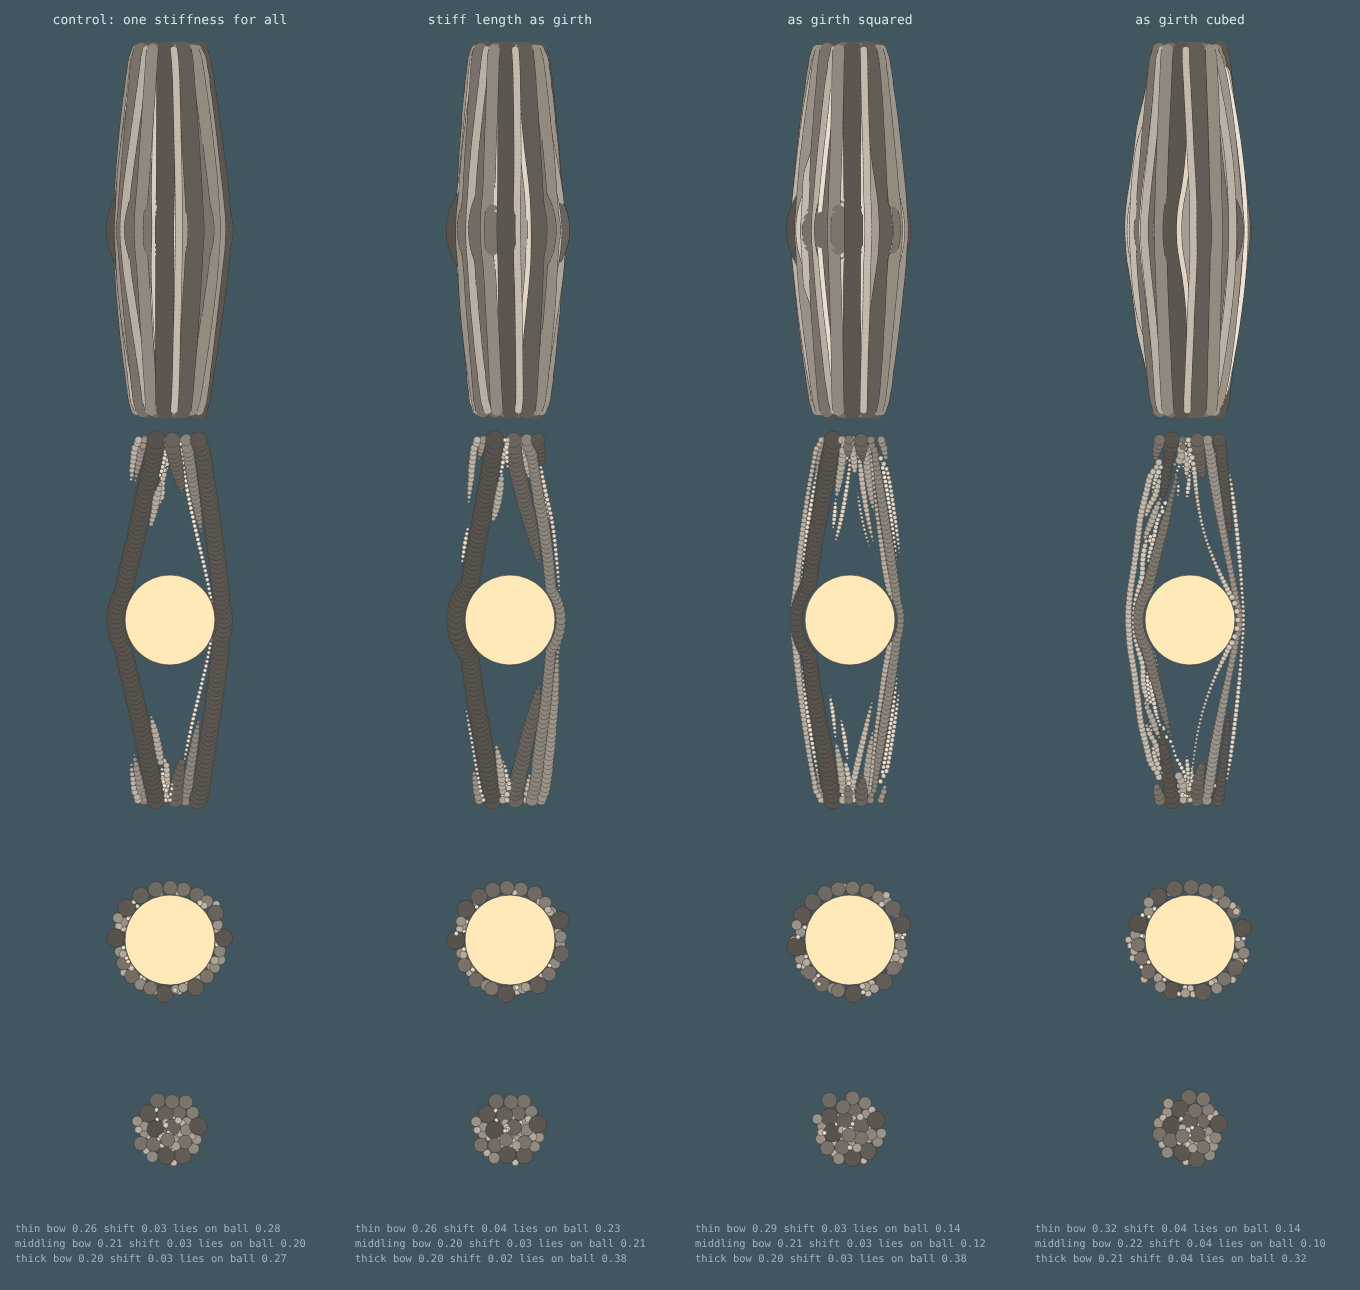 control: one stiffness for all
stiff length as girth
as girth squared
as girth cubed
thin bow 0.26 shift 0.03 lies on ball 0.28
middling bow 0.21 shift 0.03 lies on ball 0.20
thick bow 0.20 shift 0.03 lies on ball 0.27
thin bow 0.26 shift 0.04 lies on ball 0.23
middling bow 0.20 shift 0.03 lies on ball 0.21
thick bow 0.20 shift 0.02 lies on ball 0.38
thin bow 0.29 shift 0.03 lies on ball 0.14
middling bow 0.21 shift 0.03 lies on ball 0.12
thick bow 0.20 shift 0.03 lies on ball 0.38
thin bow 0.32 shift 0.04 lies on ball 0.14
middling bow 0.22 shift 0.04 lies on ball 0.10
thick bow 0.21 shift 0.04 lies on ball 0.32